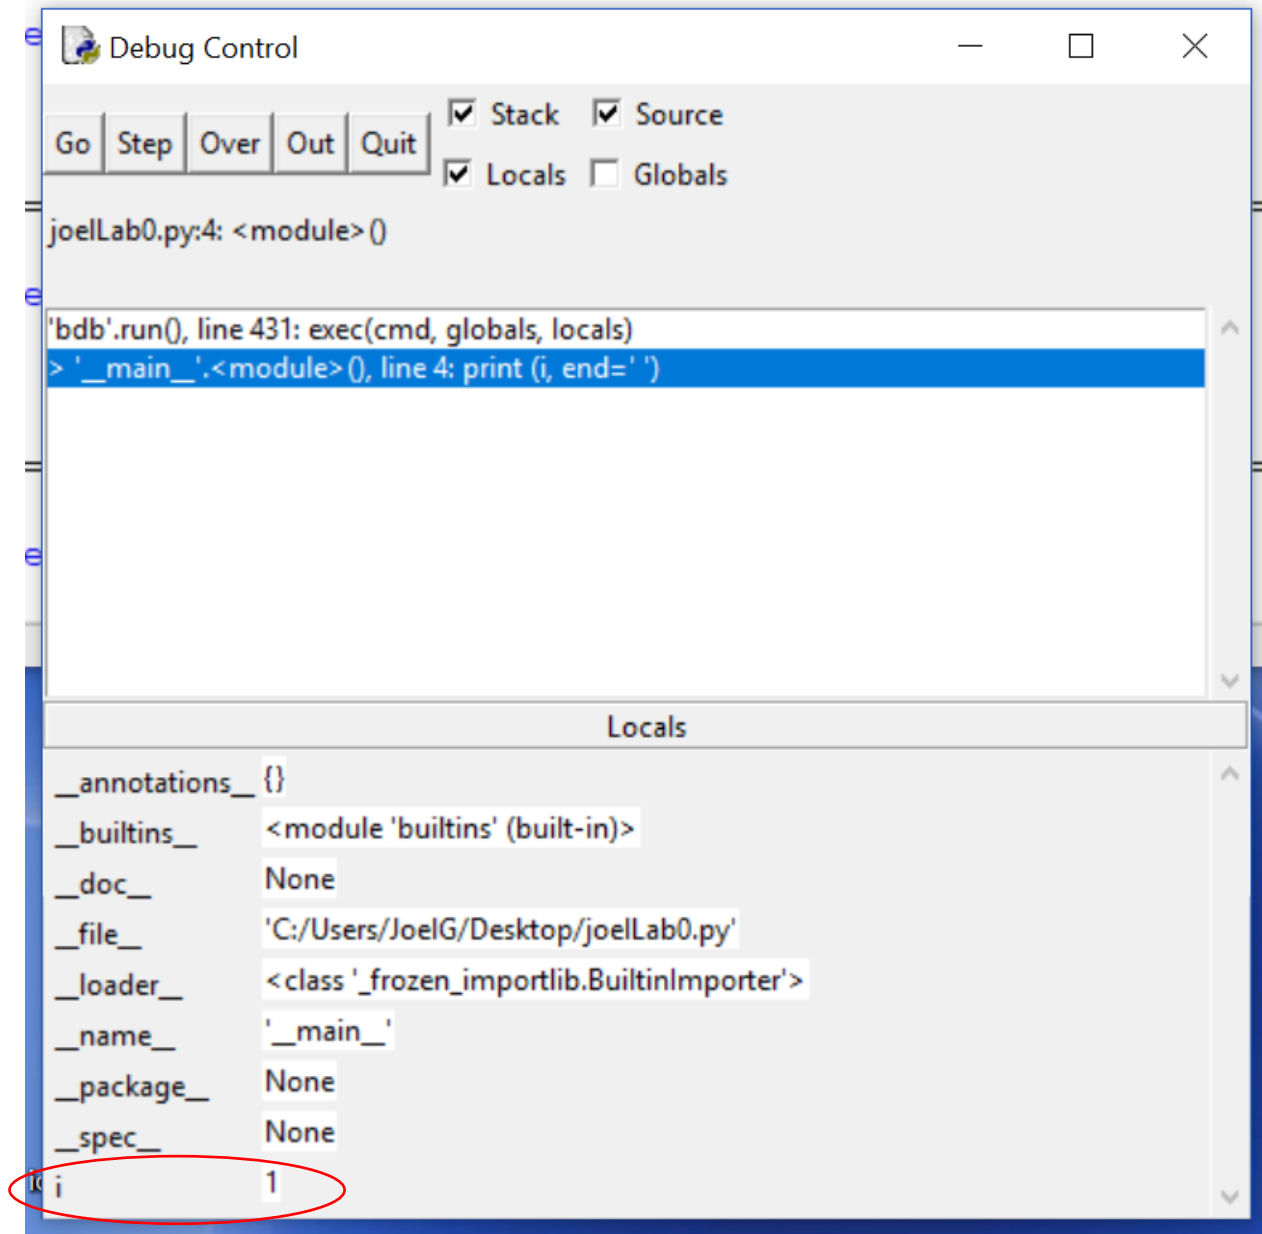 Debug Control
Go Step Over Out Quit
Stack Source
Locals Globals
joelLab0.py:4: <module>()
'bdb'.run(), line 431: exec(cmd, globals, locals)
> '__main__'.<module>(), line 4: print (i, end=' ')
Locals
__annotations__ {}
__builtins__ <module 'builtins' (built-in)>
__doc__ None
__file__ 'C:/Users/JoelG/Desktop/joelLab0.py'
__loader__ <class '_frozen_importlib.BuiltinImporter'>
__name__ '__main__'
__package__ None
__spec__ None
i 1